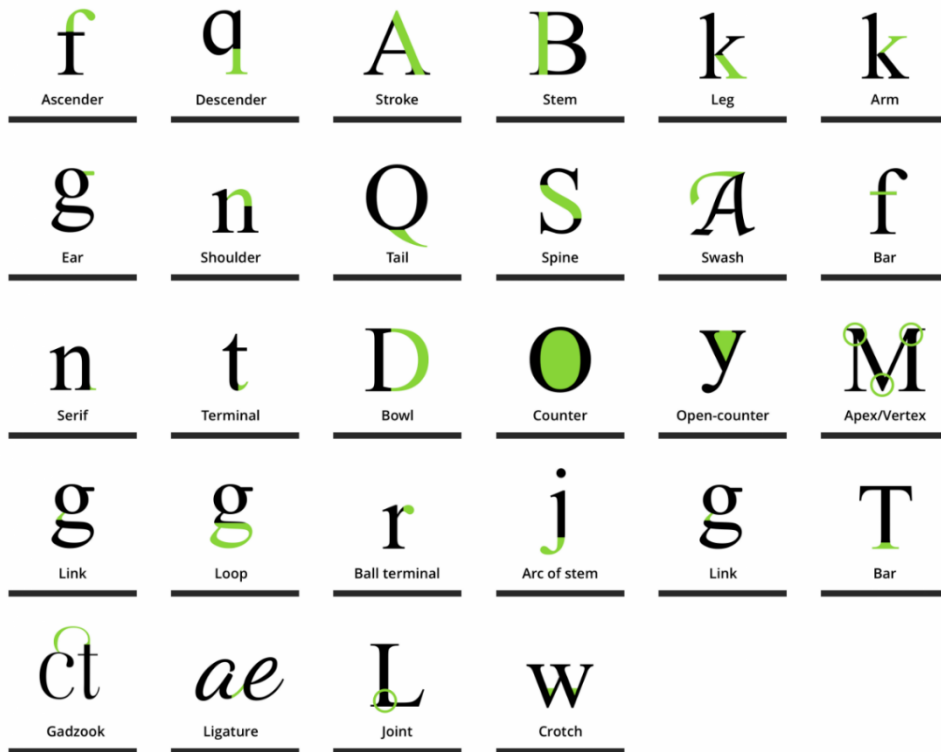 f q A B k k
Ascender Descender Stroke Stem Leg Arm
g n Q S A f
Ear Shoulder Tail Spine Swash Bar
n t D O y M
Serif Terminal Bowl Counter Open-counter Apex/Vertex
g g r j g T
Link Loop Ball terminal Arc of stem Link Bar
ct ae L w
Gadzook Ligature Joint Crotch